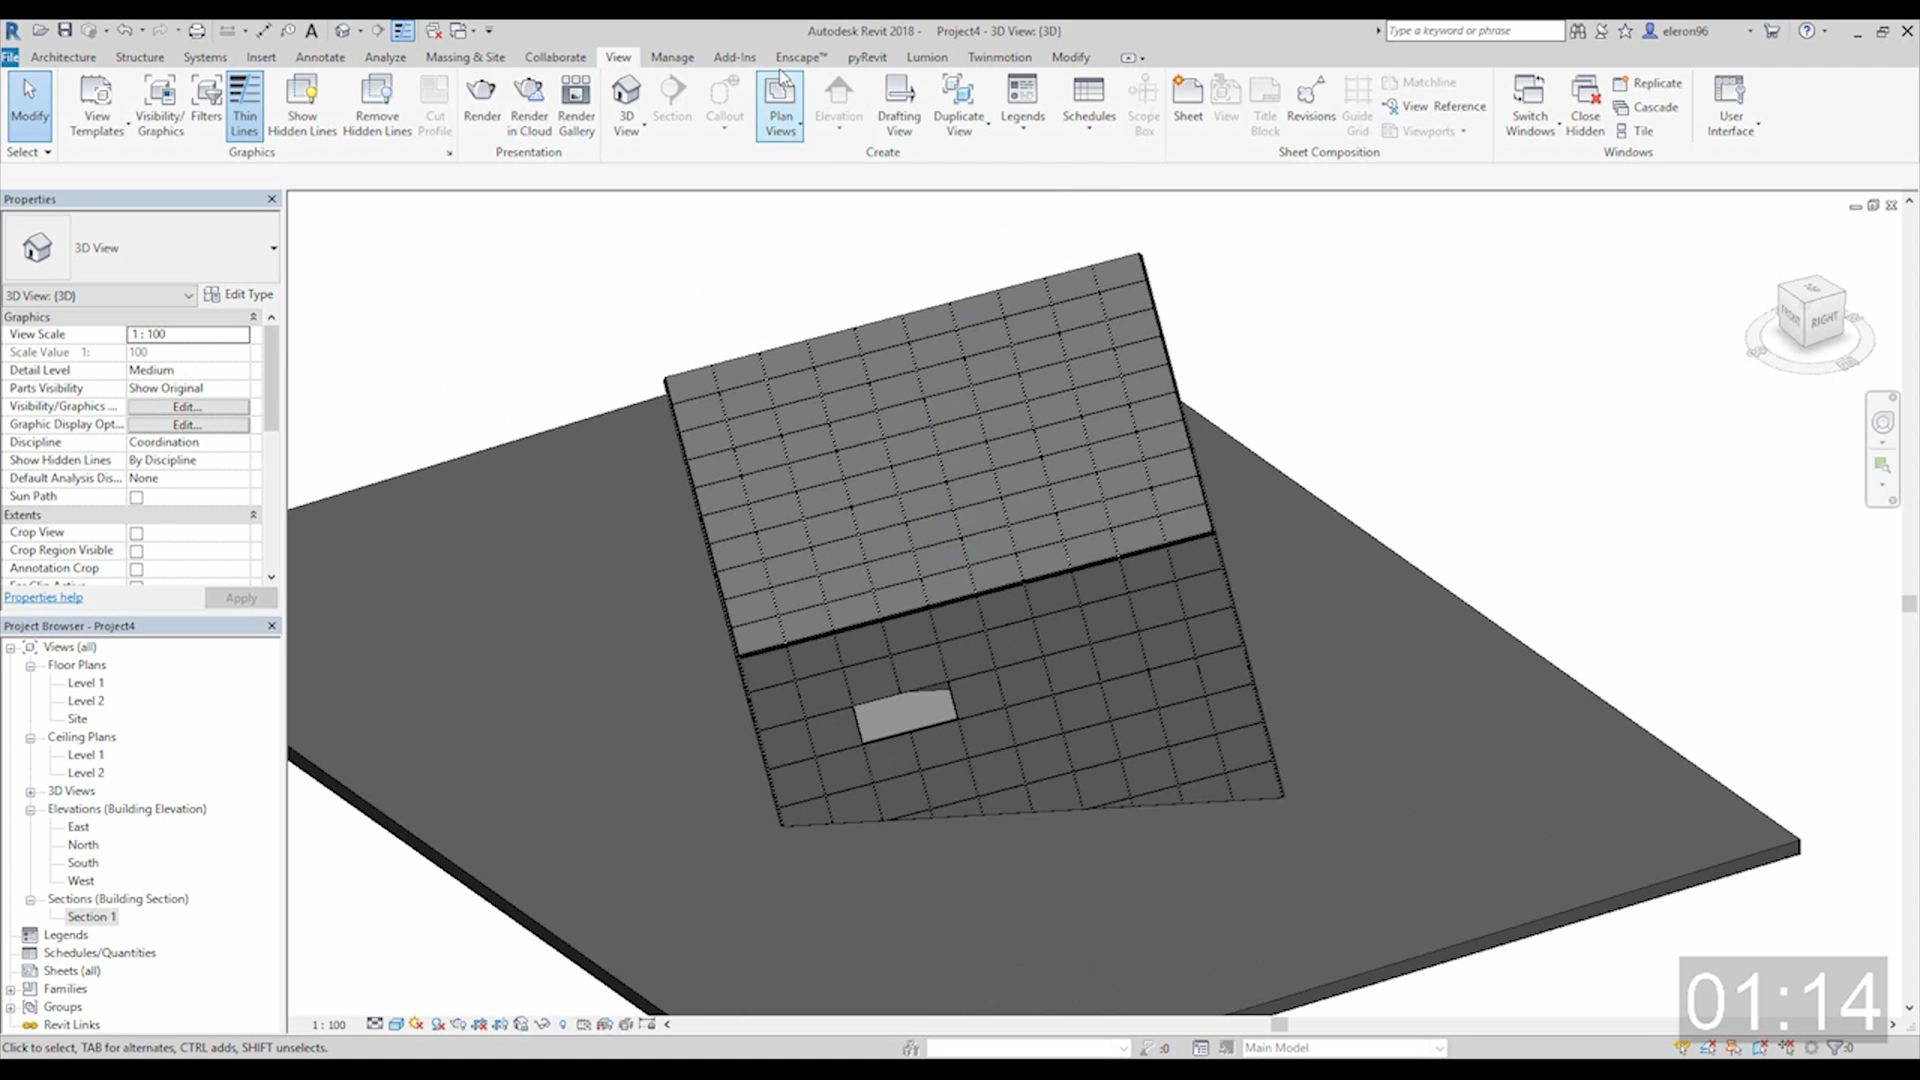 Autodesk Revit 2018 - Project4 - 3D View: {3D}
Type a keyword or phrase
eleron96
File Architecture Structure Systems Insert Annotate Analyze Massing & Site Collaborate View Manage Add-Ins Enscape™ pyRevit Lumion Twinmotion Modify
Modify
View Templates
Visibility/ Graphics
Filters
Thin Lines
Show Hidden Lines
Remove Hidden Lines
Cut Profile
Render
Render in Cloud
Render Gallery
3D View
Section
Callout
Plan Views
Elevation
Drafting View
Duplicate View
Legends
Schedules
Scope Box
Sheet
View
Title Block
Revisions
Guide Grid
Matchline
View Reference
Viewports
Switch Windows
Close Hidden
Replicate
Cascade
Tile
User Interface
Select Graphics Presentation Create Sheet Composition Windows
Properties
3D View
3D View: {3D} Edit Type
Graphics
View Scale 1 : 100
Scale Value 1: 100
Detail Level Medium
Parts Visibility Show Original
Visibility/Graphics ... Edit...
Graphic Display Opt... Edit...
Discipline Coordination
Show Hidden Lines By Discipline
Default Analysis Dis... None
Sun Path
Extents
Crop View
Crop Region Visible
Annotation Crop
Properties help Apply
Project Browser - Project4
Views (all)
Floor Plans
Level 1
Level 2
Site
Ceiling Plans
Level 1
Level 2
3D Views
Elevations (Building Elevation)
East
North
South
West
Sections (Building Section)
Section 1
Legends
Schedules/Quantities
Sheets (all)
Families
Groups
Revit Links
TOP
FRONT
RIGHT
1 : 100
01:14
Click to select, TAB for alternates, CTRL adds, SHIFT unselects.
:0
Main Model
:0